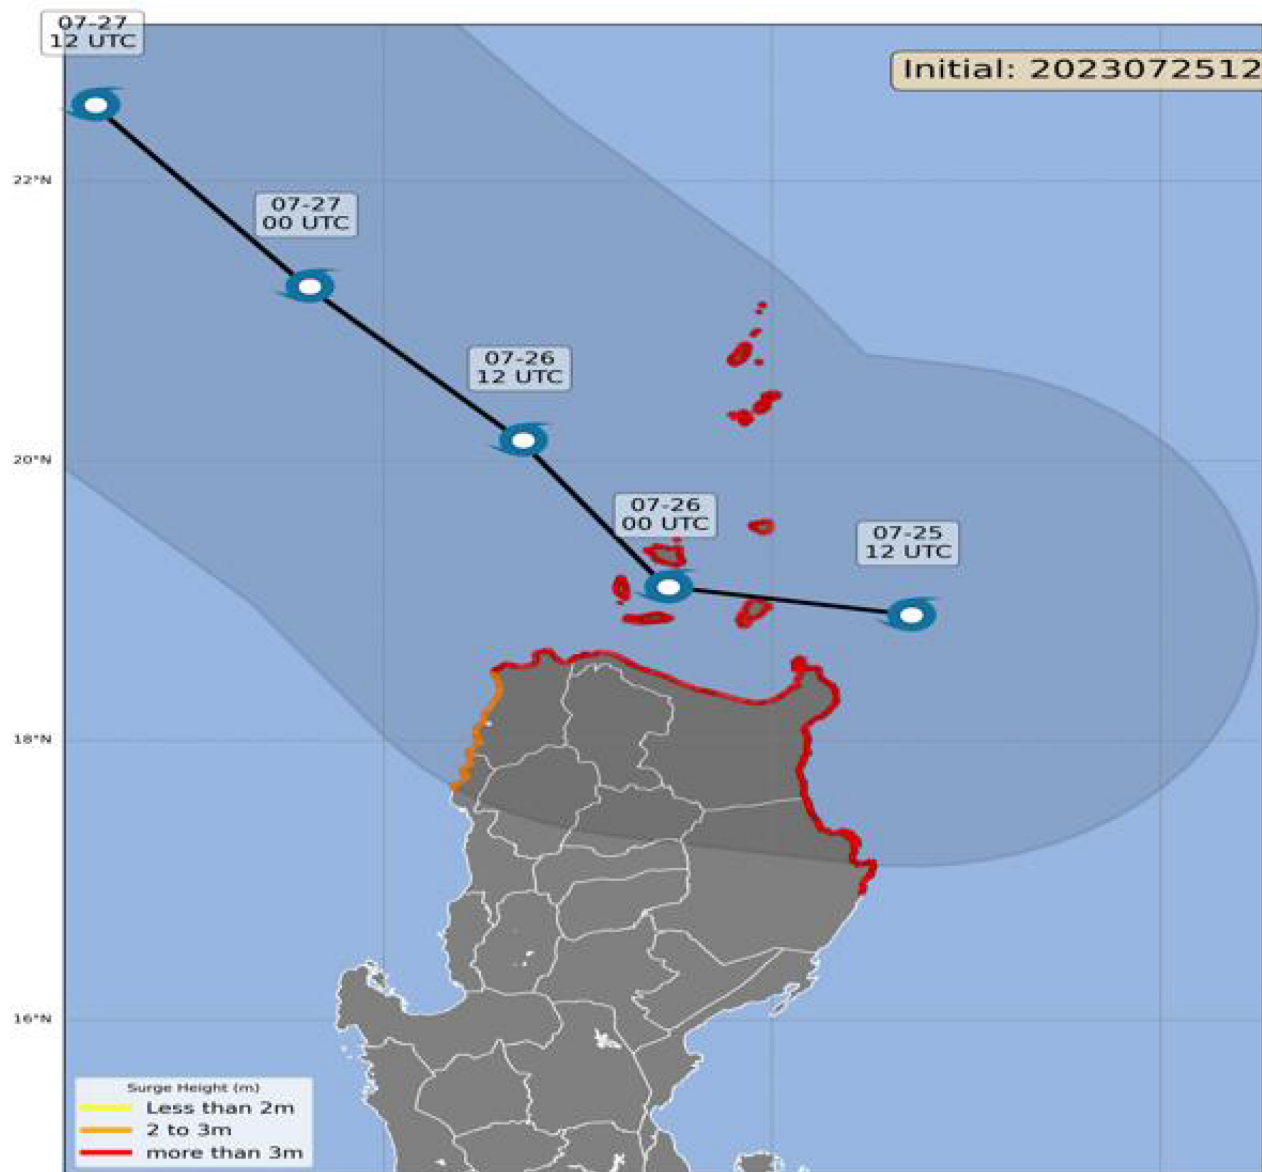 07-27
12 UTC
Initial: 2023072512
22°N
07-27
00 UTC
07-26
12 UTC
20°N
07-26
00 UTC
07-25
12 UTC
18°N
16°N
Surge Height (m)
Less than 2m
2 to 3m
more than 3m